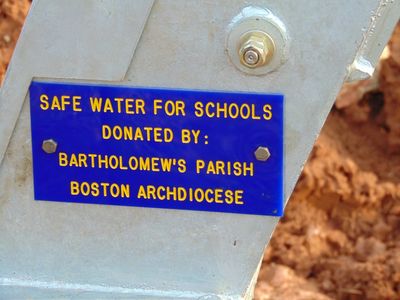 SAFE WATER FOR SCHOOLS
DONATED BY:
BARTHOLOMEW'S PARISH
BOSTON ARCHDIOCESE